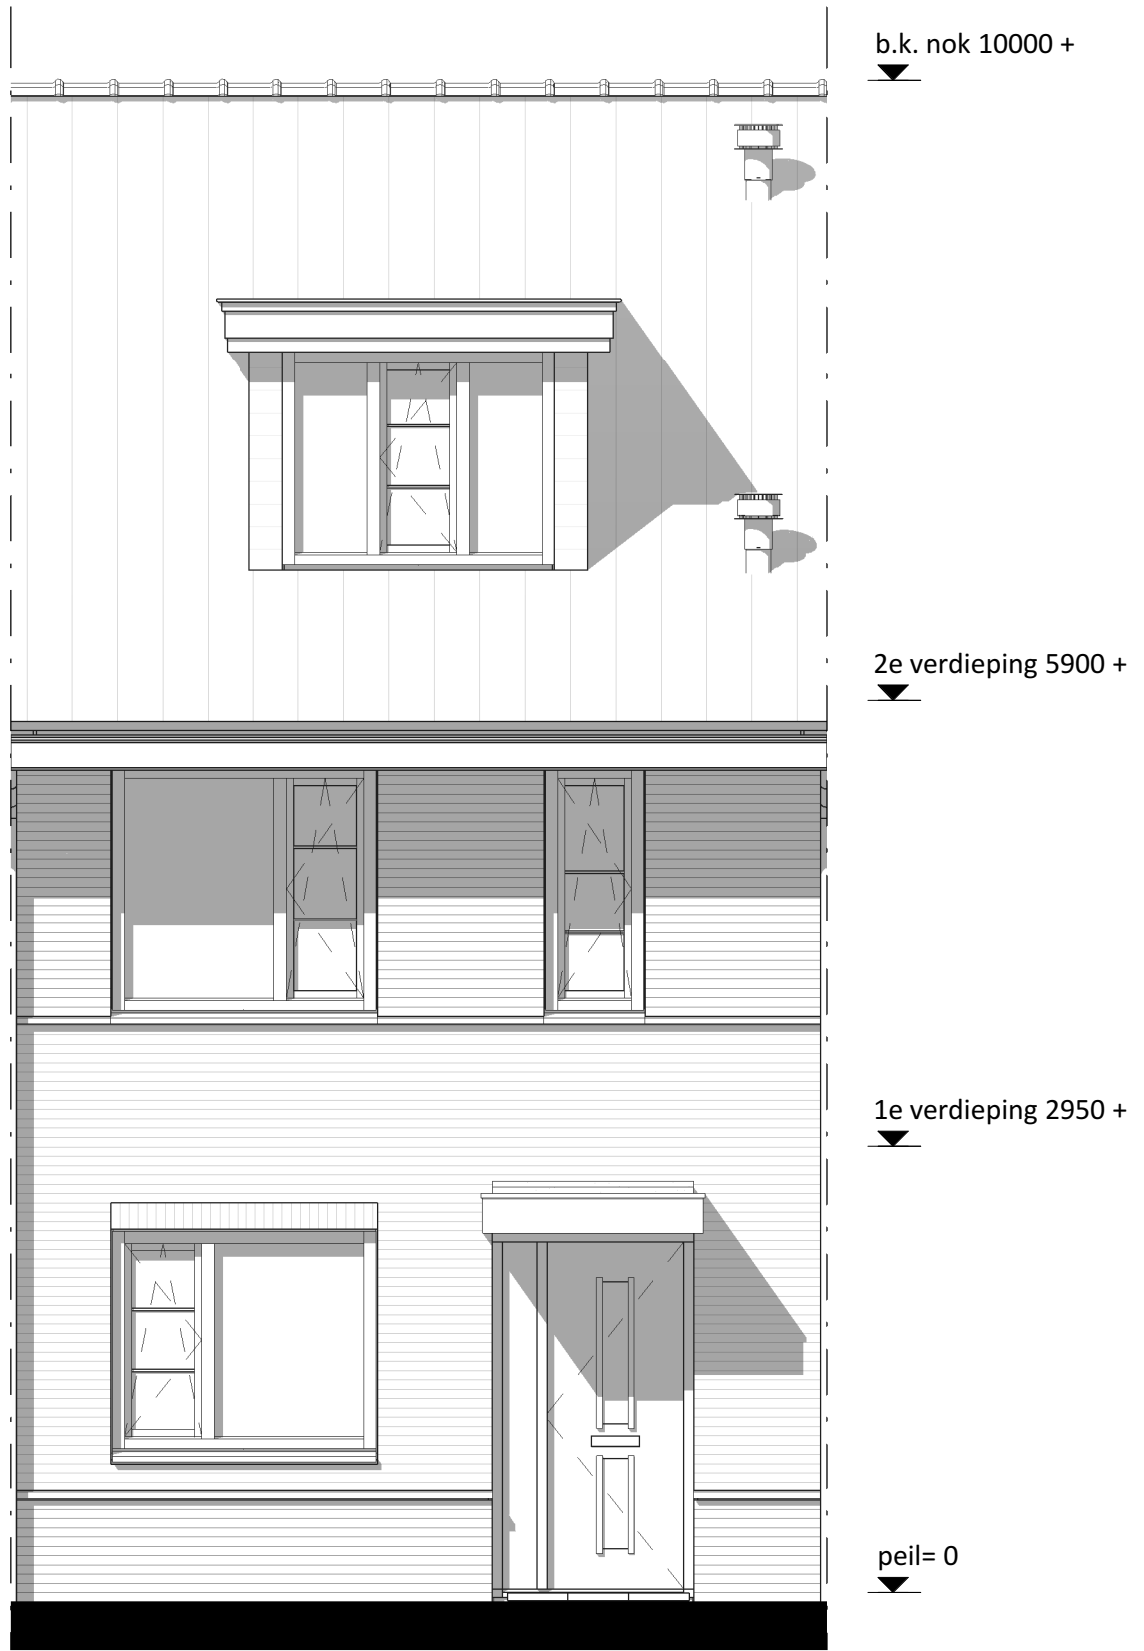 b.k. nok 10000 +
2e verdieping 5900 +
1e verdieping 2950 +
peil= 0